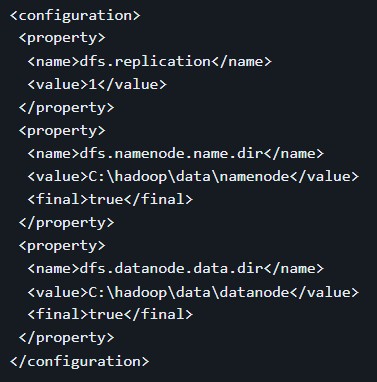 <configuration>
<property>
<name>dfs.replication</name>
<value>1</value>
</property>
<property>
<name>dfs.namenode.name.dir</name>
<value>C:\hadoop\data\namenode</value>
<final>true</final>
</property>
<property>
<name>dfs.datanode.data.dir</name>
<value>C:\hadoop\data\datanode</value>
<final>true</final>
</property>
</configuration>